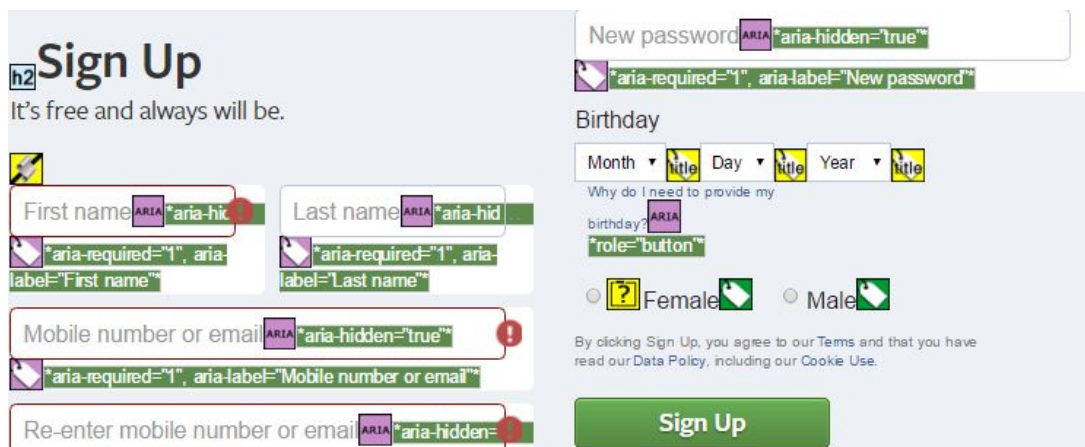 h2 Sign Up
It's free and always will be.
First name ARIA *aria-hid
*aria-required="1", aria-
label="First name"*
Last name ARIA *aria-hid
*aria-required="1", aria-
label="Last name"*
Mobile number or email ARIA *aria-hidden="true"*
*aria-required="1", aria-label="Mobile number or email"*
Re-enter mobile number or email ARIA *aria-hidden=
New password ARIA *aria-hidden="true"*
*aria-required="1", aria-label="New password"*
Birthday
Month title Day title Year title
Why do I need to provide my
birthday? ARIA
*role="button"*
? Female Male
By clicking Sign Up, you agree to our Terms and that you have
read our Data Policy, including our Cookie Use.
Sign Up